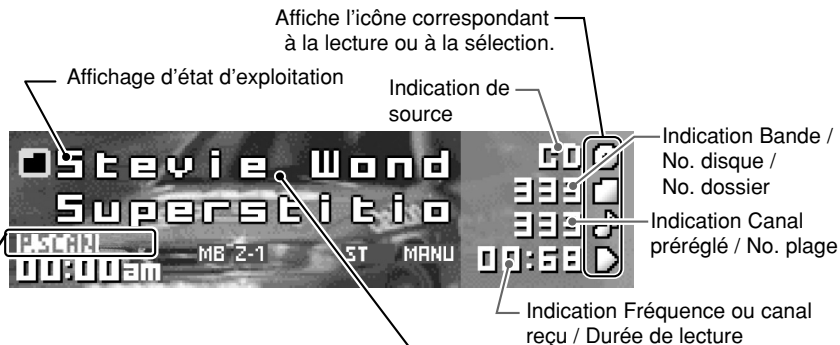 Affiche l'icône correspondant
à la lecture ou à la sélection.
Affichage d'état d'exploitation
Indication de
source
Stevie Wond
Superstitio
P.SCAN
MB Z-1 ST MANU
00:00am
CD
333
333
00:68
Indication Bande /
No. disque /
No. dossier
Indication Canal
préréglé / No. plage
Indication Fréquence ou canal
reçu / Durée de lecture